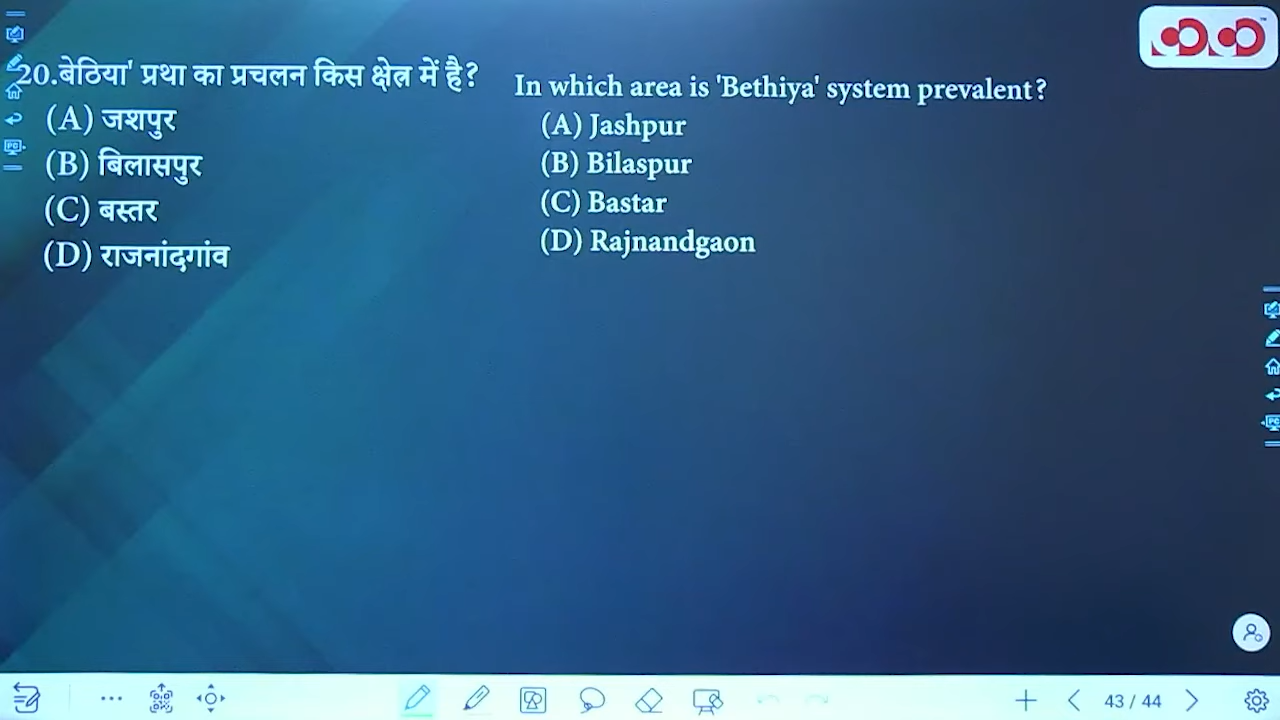 20.बेठिया' प्रथा का प्रचलन किस क्षेत्र में है?
(A) जशपुर
(B) बिलासपुर
(C) बस्तर
(D) राजनांदगांव
In which area is 'Bethiya' system prevalent?
(A) Jashpur
(B) Bilaspur
(C) Bastar
(D) Rajnandgaon
43 / 44